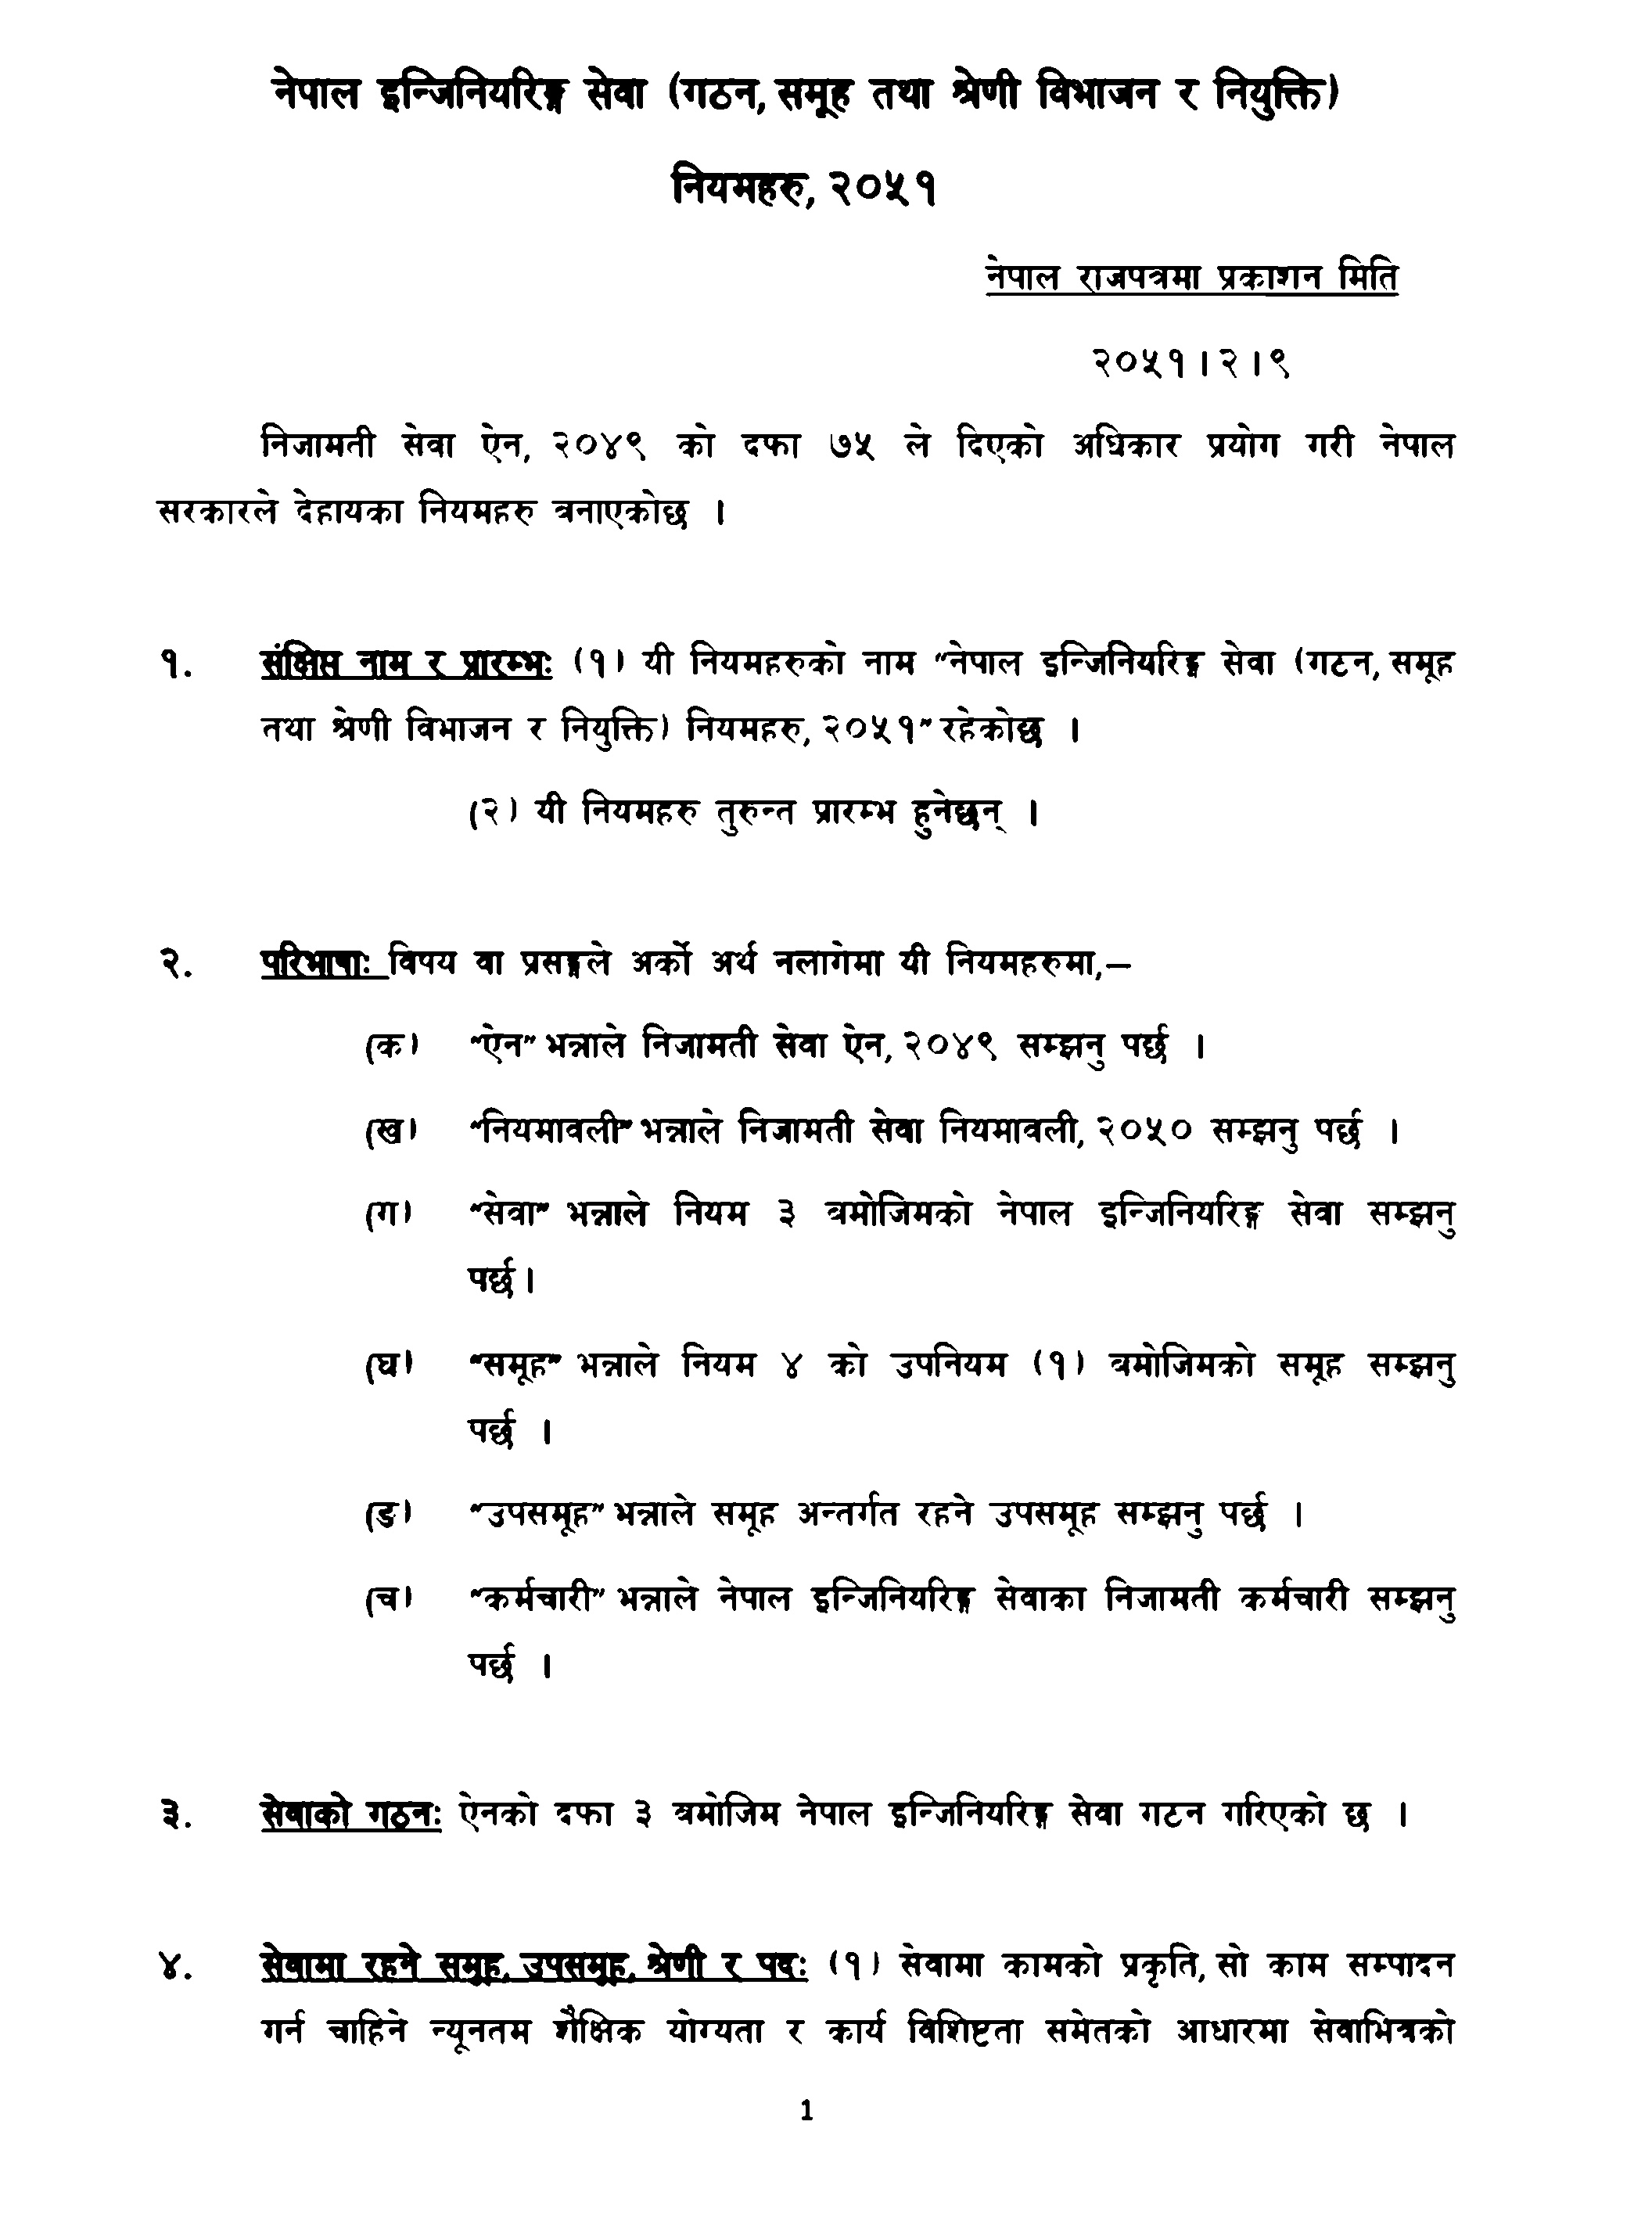 नेपाल इन्जिनियरिङ्ग सेवा (गठन, समूह तथा श्रेणी विभाजन र नियुक्ति)
नियमहरु, २०५१
नेपाल राजपत्रमा प्रकाशन मिति
२०५१।२।९
निजामती सेवा ऐन, २०४९ को दफा ७५ ले दिएको अधिकार प्रयोग गरी नेपाल
सरकारले देहायका नियमहरु बनाएकोछ ।
१. संक्षिप्त नाम र प्रारम्भः (१) यी नियमहरुको नाम "नेपाल इन्जिनियरिङ्ग सेवा (गठन, समूह
तथा श्रेणी विभाजन र नियुक्ति) नियमहरु, २०५१" रहेकोछ ।
(२) यी नियमहरु तुरुन्त प्रारम्भ हुनेछन् ।
२. परिभाषाः विषय वा प्रसङ्गले अर्को अर्थ नलागेमा यी नियमहरुमा,–
(क) "ऐन" भन्नाले निजामती सेवा ऐन, २०४९ सम्झनु पर्छ ।
(ख) "नियमावली" भन्नाले निजामती सेवा नियमावली, २०५० सम्झनु पर्छ ।
(ग) "सेवा" भन्नाले नियम ३ बमोजिमको नेपाल इन्जिनियरिङ्ग सेवा सम्झनु
पर्छ।
(घ) "समूह" भन्नाले नियम ४ को उपनियम (१) बमोजिमको समूह सम्झनु
पर्छ ।
(ङ) "उपसमूह" भन्नाले समूह अन्तर्गत रहने उपसमूह सम्झनु पर्छ ।
(च) "कर्मचारी" भन्नाले नेपाल इन्जिनियरिङ्ग सेवाका निजामती कर्मचारी सम्झनु
पर्छ ।
३. सेवाको गठनः ऐनको दफा ३ बमोजिम नेपाल इन्जिनियरिङ्ग सेवा गठन गरिएको छ ।
४. सेवामा रहने समूह, उपसमूह, श्रेणी र पदः (१) सेवामा कामको प्रकृति, सो काम सम्पादन
गर्न चाहिने न्यूनतम शैक्षिक योग्यता र कार्य विशिष्टता समेतको आधारमा सेवाभित्रको
1